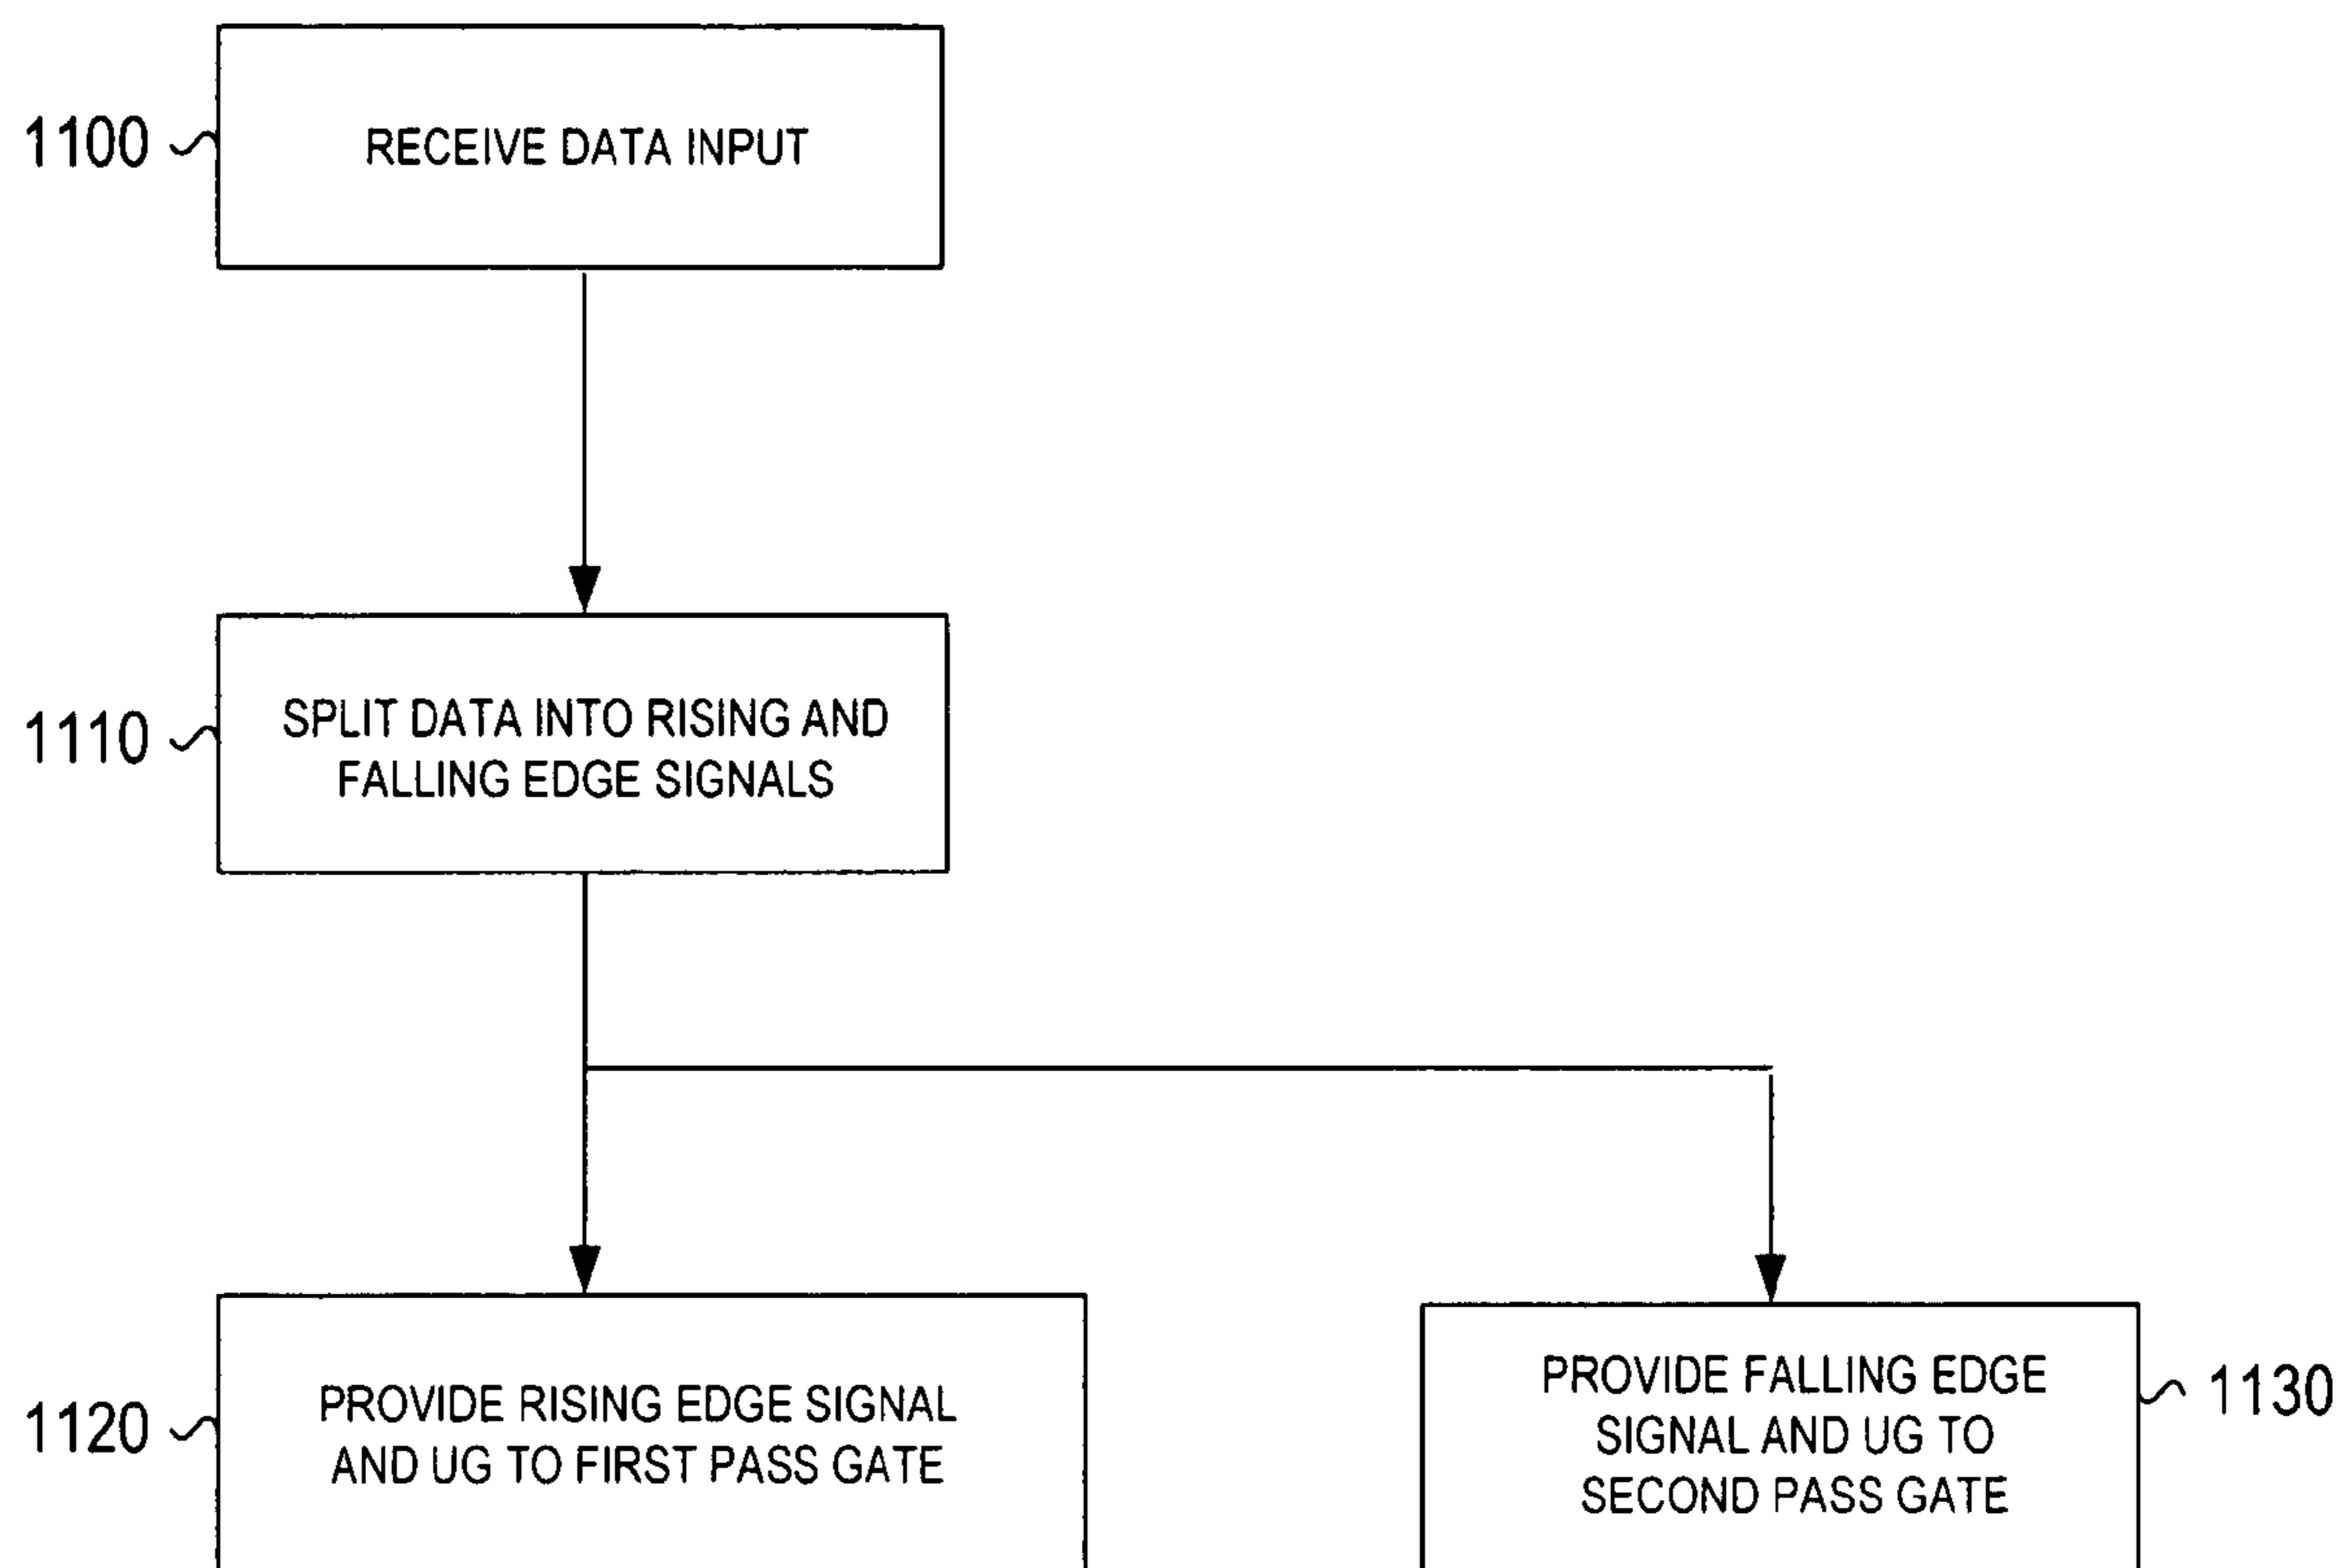 1100
RECEIVE DATA INPUT
1110
SPLIT DATA INTO RISING AND
FALLING EDGE SIGNALS
1120
PROVIDE RISING EDGE SIGNAL
AND UG TO FIRST PASS GATE
PROVIDE FALLING EDGE
SIGNAL AND UG TO
SECOND PASS GATE
1130